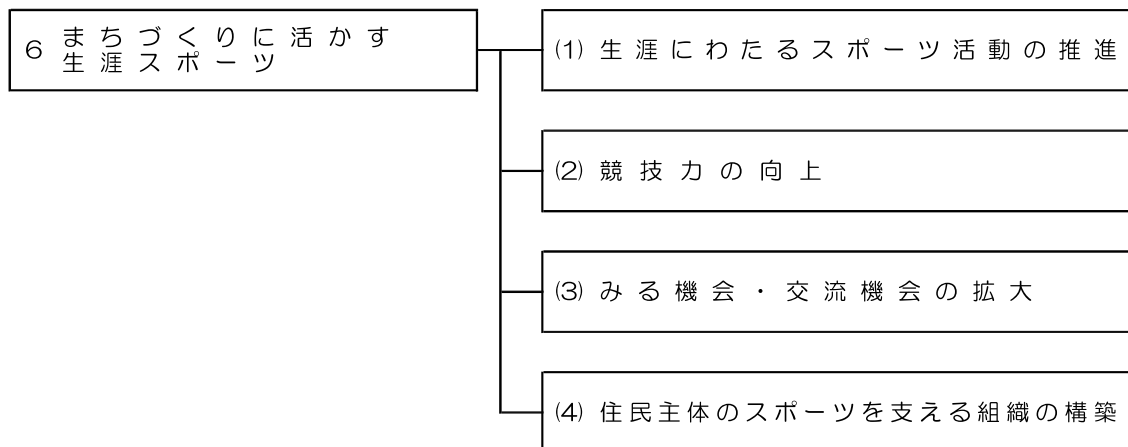 6 まちづくりに活かす
生涯スポーツ
(1) 生涯にわたるスポーツ活動の推進
(2) 競技力の向上
(3) みる機会・交流機会の拡大
(4) 住民主体のスポーツを支える組織の構築